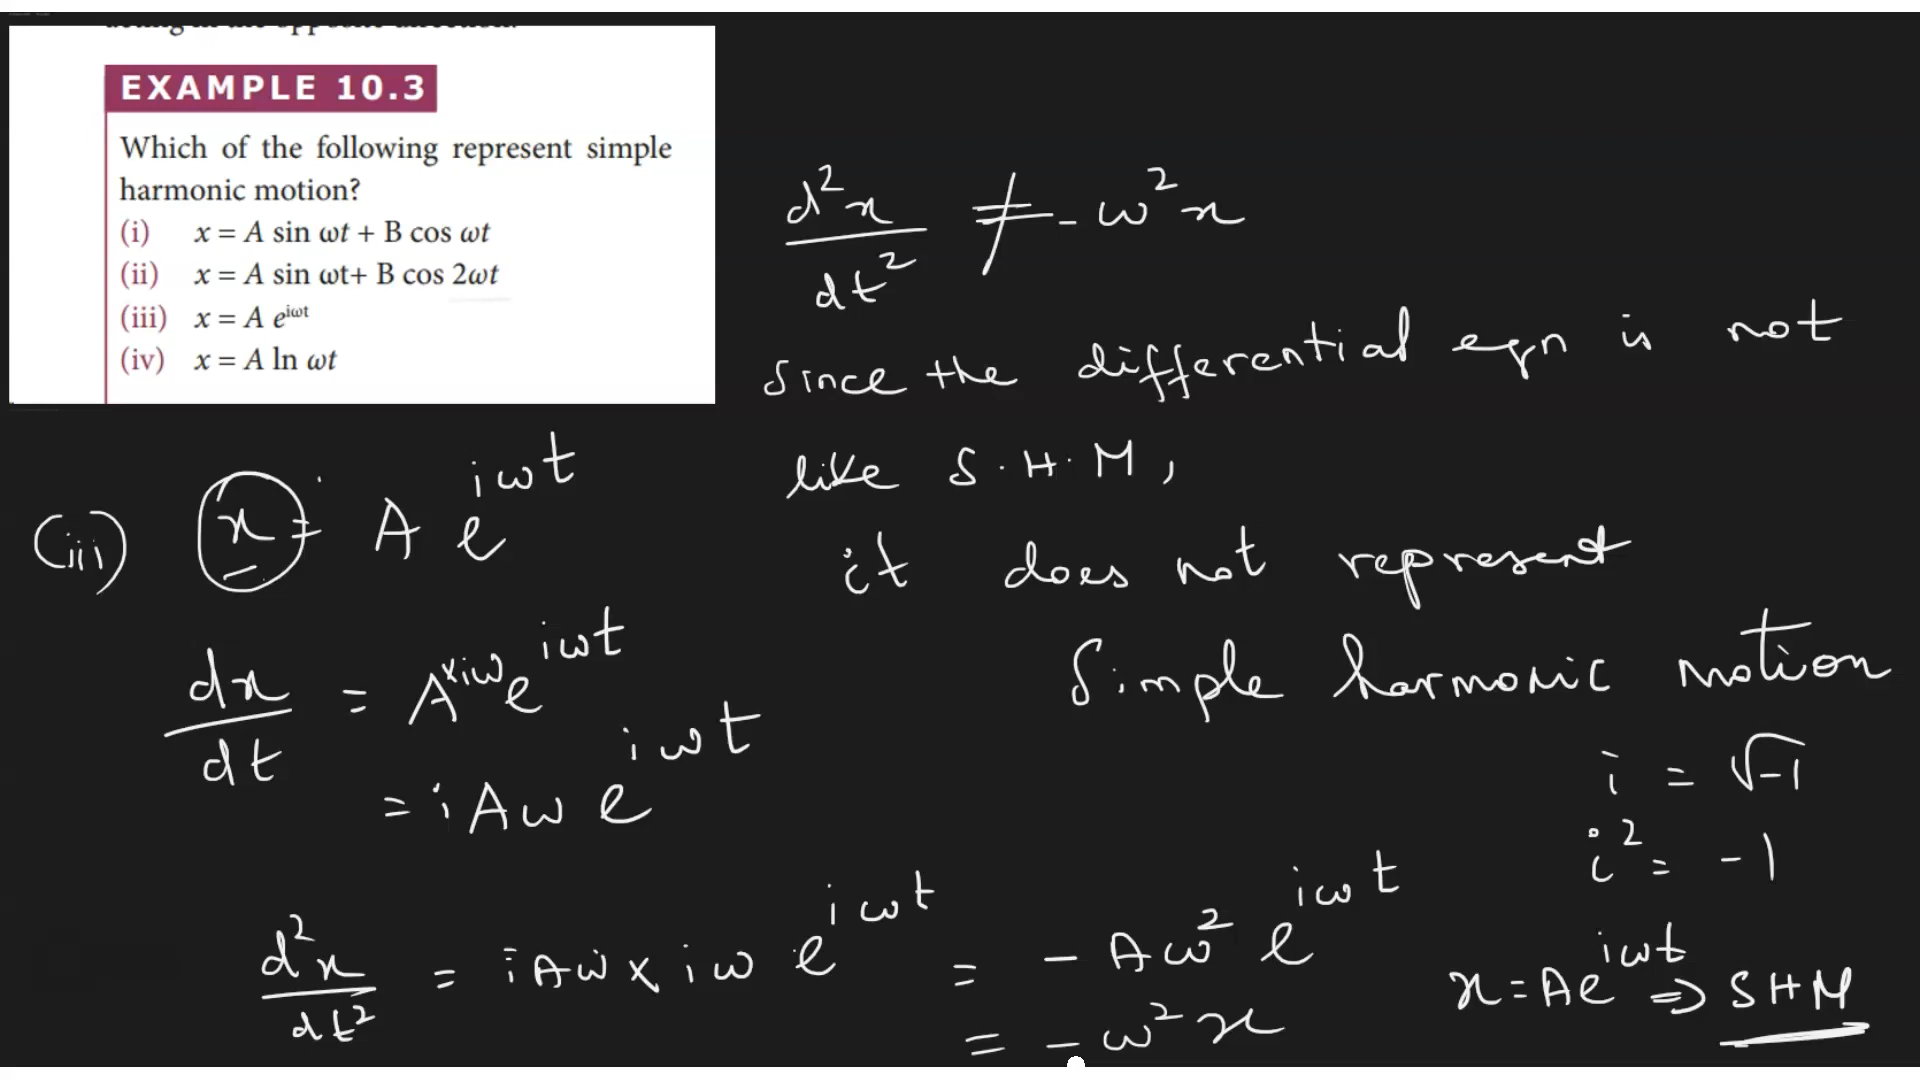 EXAMPLE 10.3
Which of the following represent simple
harmonic motion?
(i) x = A sin ωt + B cos ωt
(ii) x = A sin ωt+ B cos 2ωt
(iii) x = A e^{iωt}
(iv) x = A ln ωt
d²x/dt² ≠ -ω²x
Since the differential eqn is not
like S.H.M,
it does not represent
Simple harmonic motion
(iii) x = A e^{iωt}
dx/dt = A×iω e^{iωt}
= iAω e^{iωt}
d²x/dt² = iAω × iω e^{iωt} = -Aω² e^{iωt}
= -ω²x
i = √-1
i² = -1
x = Ae^{iωt} ⇒ SHM